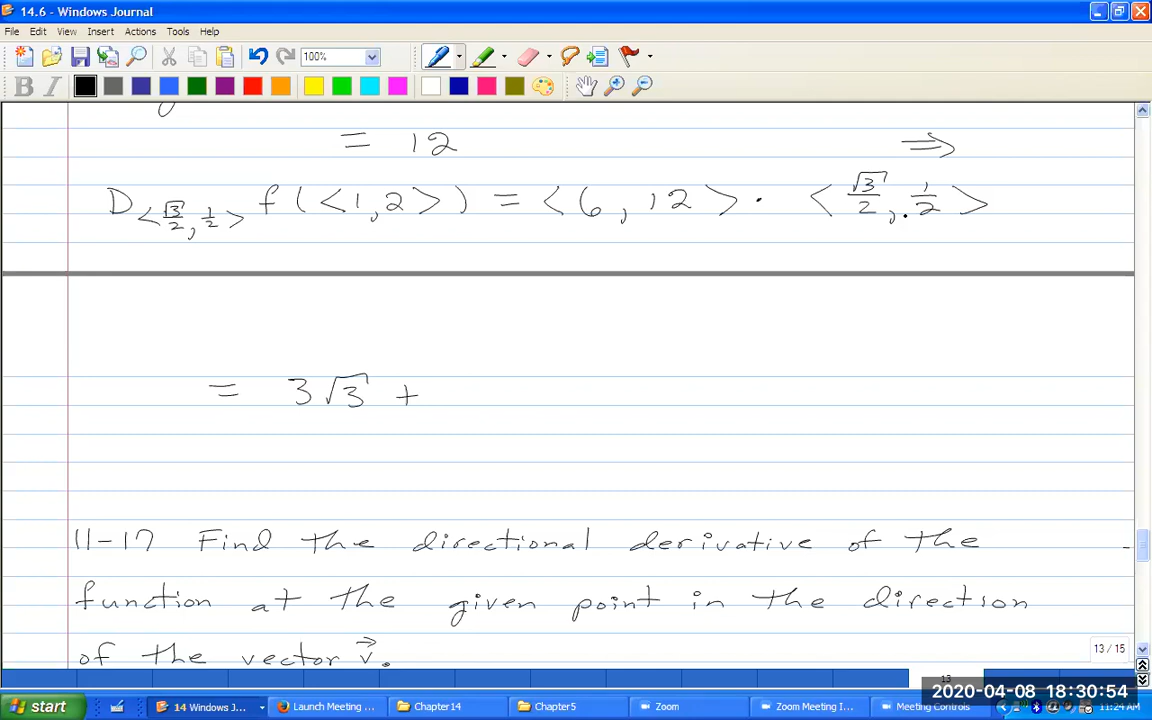 14.6 - Windows Journal
File Edit View Insert Actions Tools Help
100%
B I
= 12 ⇒
D_<√3/2, 1/2> f(<1,2>) = <6, 12> · <√3/2, 1/2>
= 3√3 +
11-17 Find the directional derivative of the
function at the given point in the direction
of the vector v⃗.
13 / 15
13
2020-04-08 18:30:54
start 14 Windows J... Launch Meeting ... Chapter14 Chapter5 Zoom Zoom Meeting I... Meeting Controls 11:24 AM